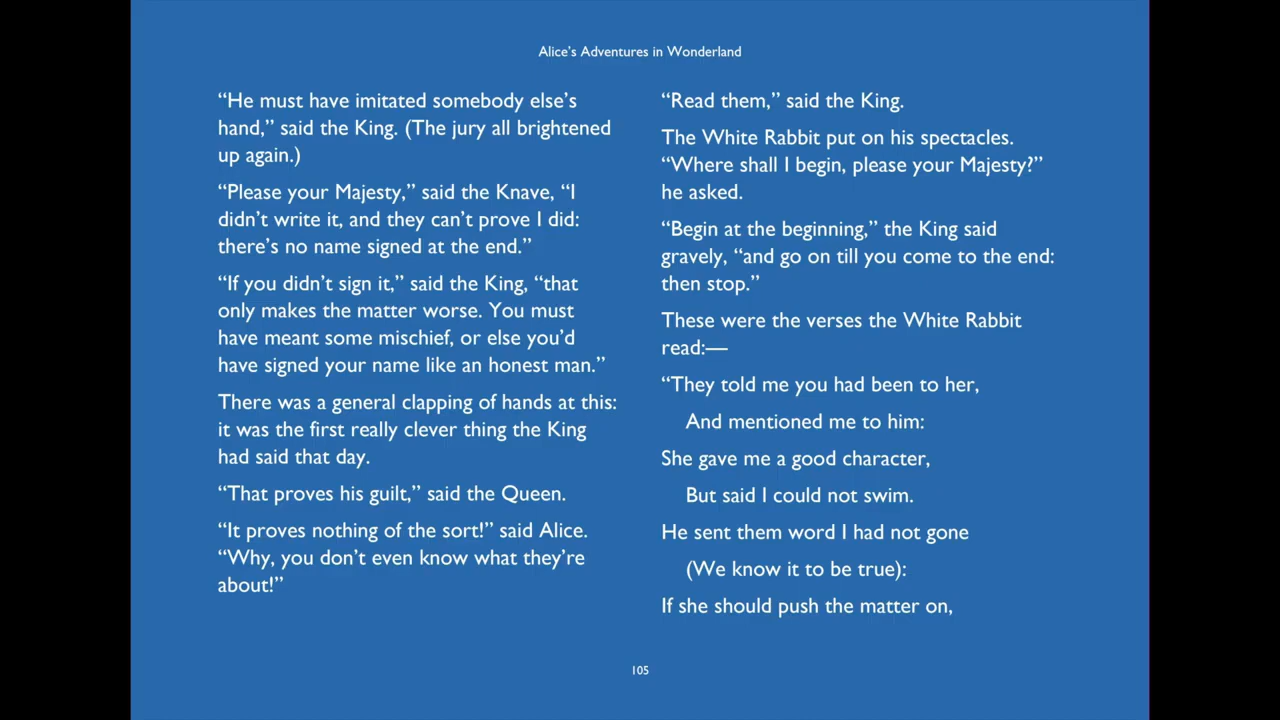 Alice’s Adventures in Wonderland
“He must have imitated somebody else’s
hand,” said the King. (The jury all brightened
up again.)
“Please your Majesty,” said the Knave, “I
didn’t write it, and they can’t prove I did:
there’s no name signed at the end.”
“If you didn’t sign it,” said the King, “that
only makes the matter worse. You must
have meant some mischief, or else you’d
have signed your name like an honest man.”
There was a general clapping of hands at this:
it was the first really clever thing the King
had said that day.
“That proves his guilt,” said the Queen.
“It proves nothing of the sort!” said Alice.
“Why, you don’t even know what they’re
about!”
“Read them,” said the King.
The White Rabbit put on his spectacles.
“Where shall I begin, please your Majesty?”
he asked.
“Begin at the beginning,” the King said
gravely, “and go on till you come to the end:
then stop.”
These were the verses the White Rabbit
read:—
“They told me you had been to her,
And mentioned me to him:
She gave me a good character,
But said I could not swim.
He sent them word I had not gone
(We know it to be true):
If she should push the matter on,
105